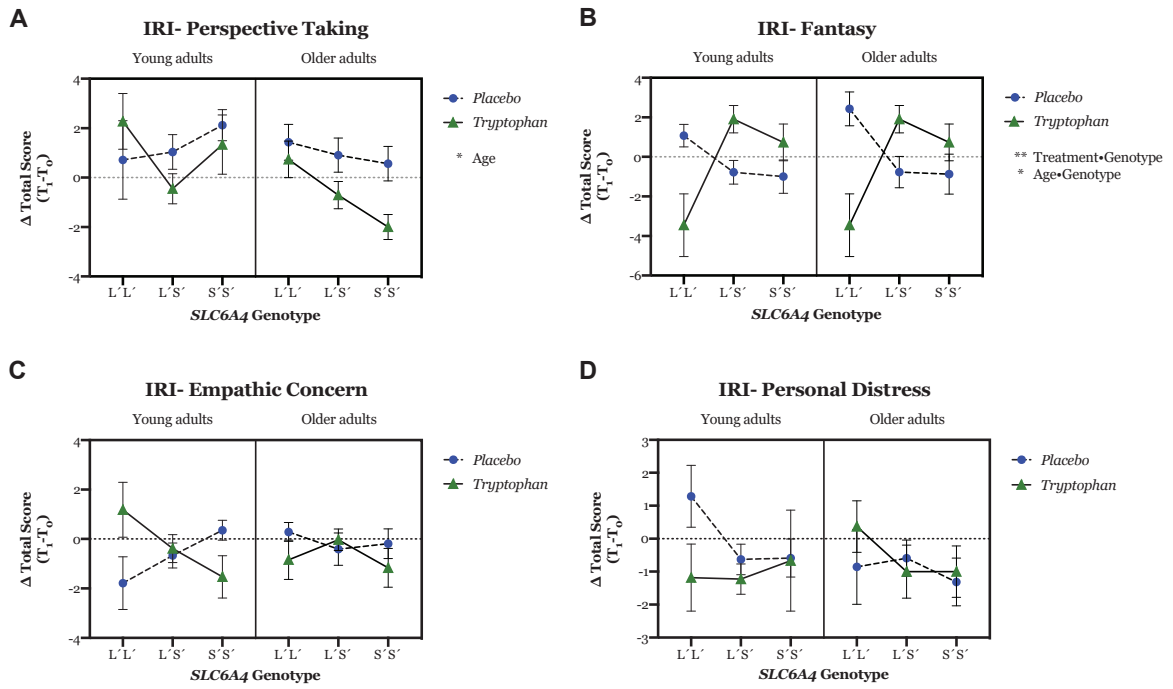 A
IRI- Perspective Taking
Young adults
Older adults
4
2
0
-2
-4
Δ Total Score
(T₁-T₀)
L´L´ L´S´ S´S´
L´L´ L´S´ S´S´
SLC6A4 Genotype
Placebo
Tryptophan
* Age
B
IRI- Fantasy
Young adults
Older adults
4
2
0
-2
-4
-6
Δ Total Score
(T₁-T₀)
L´L´ L´S´ S´S´
L´L´ L´S´ S´S´
SLC6A4 Genotype
Placebo
Tryptophan
** Treatment•Genotype
* Age•Genotype
C
IRI- Empathic Concern
Young adults
Older adults
4
2
0
-2
-4
Δ Total Score
(T₁-T₀)
L´L´ L´S´ S´S´
L´L´ L´S´ S´S´
SLC6A4 Genotype
Placebo
Tryptophan
D
IRI- Personal Distress
Young adults
Older adults
3
2
1
0
-1
-2
-3
Δ Total Score
(T₁-T₀)
L´L´ L´S´ S´S´
L´L´ L´S´ S´S´
SLC6A4 Genotype
Placebo
Tryptophan